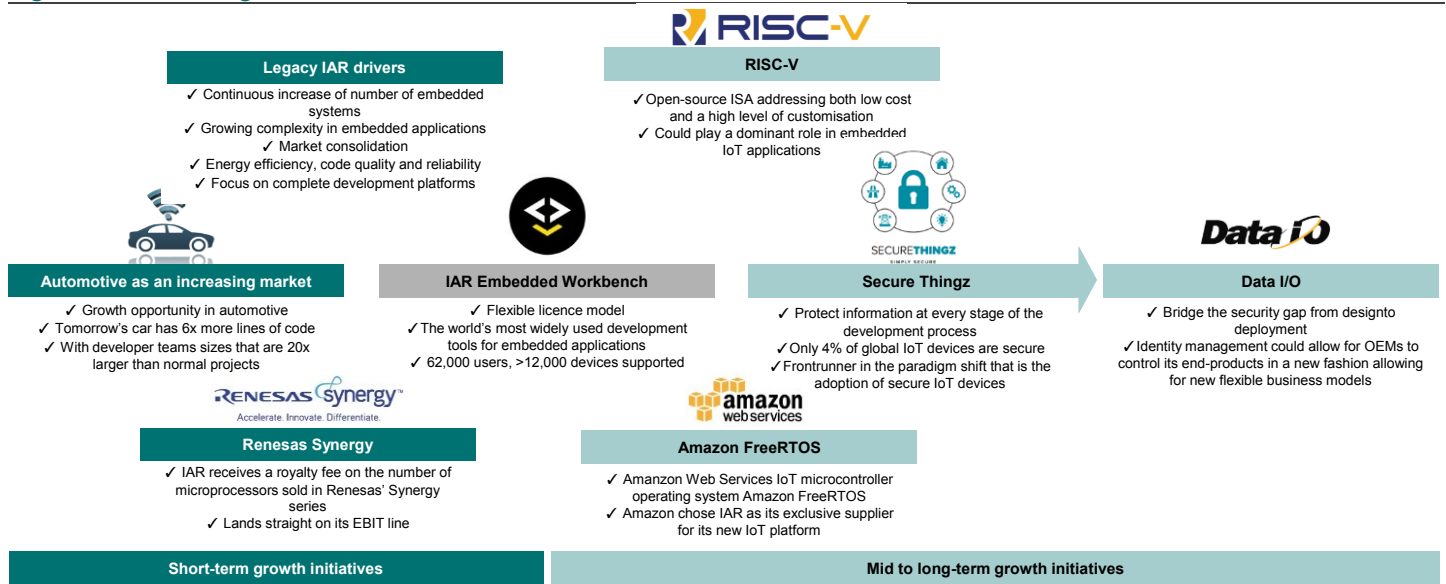 RISC-V
Legacy IAR drivers
✓ Continuous increase of number of embedded
systems
✓ Growing complexity in embedded applications
✓ Market consolidation
✓ Energy efficiency, code quality and reliability
✓ Focus on complete development platforms
RISC-V
✓Open-source ISA addressing both low cost
and a high level of customisation
✓ Could play a dominant role in embedded
IoT applications
SECURETHINGZ
SIMPLY SECURE
Data iO
Automotive as an increasing market
✓ Growth opportunity in automotive
✓ Tomorrow's car has 6x more lines of code
✓ With developer teams sizes that are 20x
larger than normal projects
IAR Embedded Workbench
✓ Flexible licence model
✓The world's most widely used development
tools for embedded applications
✓ 62,000 users, >12,000 devices supported
Secure Thingz
✓ Protect information at every stage of the
development process
✓Only 4% of global IoT devices are secure
✓Frontrunner in the paradigm shift that is the
adoption of secure IoT devices
Data I/O
✓ Bridge the security gap from designto
deployment
✓Identity management could allow for OEMs to
control its end-products in a new fashion allowing
for new flexible business models
RENESAS Synergy™
Accelerate. Innovate. Differentiate.
Renesas Synergy
✓ IAR receives a royalty fee on the number of
microprocessors sold in Renesas' Synergy
series
✓ Lands straight on its EBIT line
amazon
web services
Amazon FreeRTOS
✓ Amanzon Web Services IoT microcontroller
operating system Amazon FreeRTOS
✓ Amazon chose IAR as its exclusive supplier
for its new IoT platform
Short-term growth initiatives
Mid to long-term growth initiatives